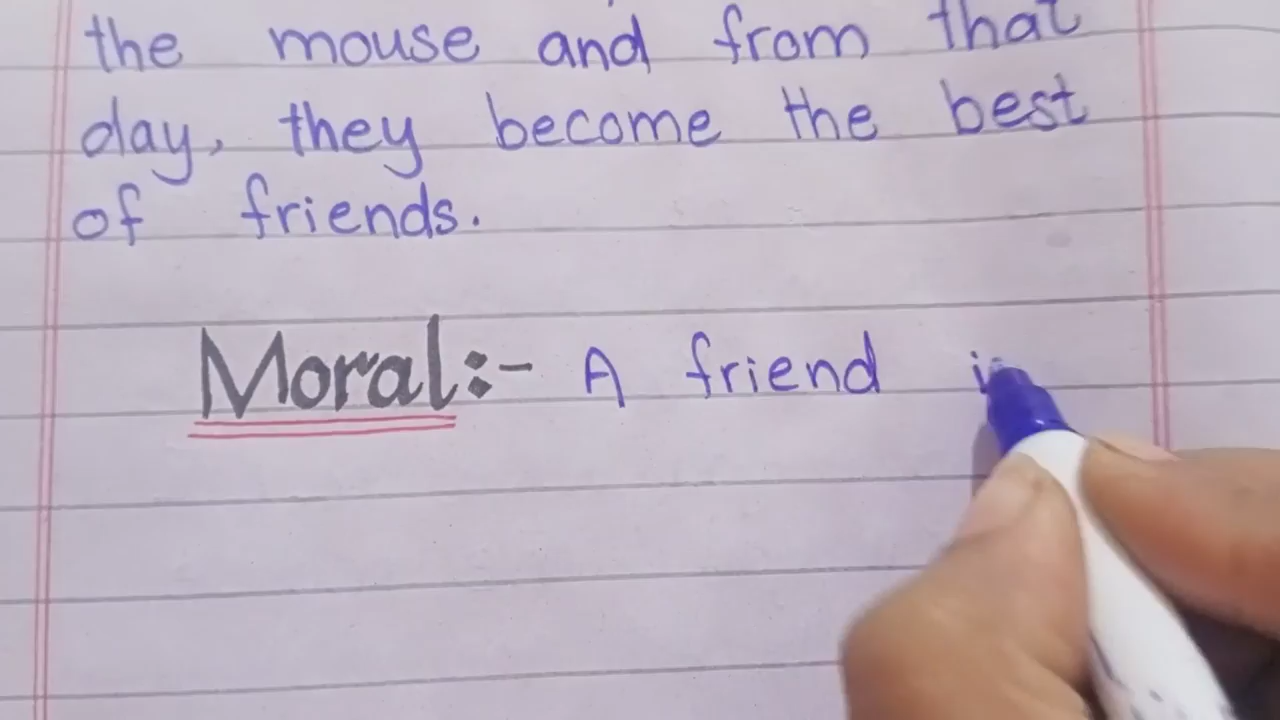 the mouse and from that
day, they become the best
of friends.
Moral:- A friend